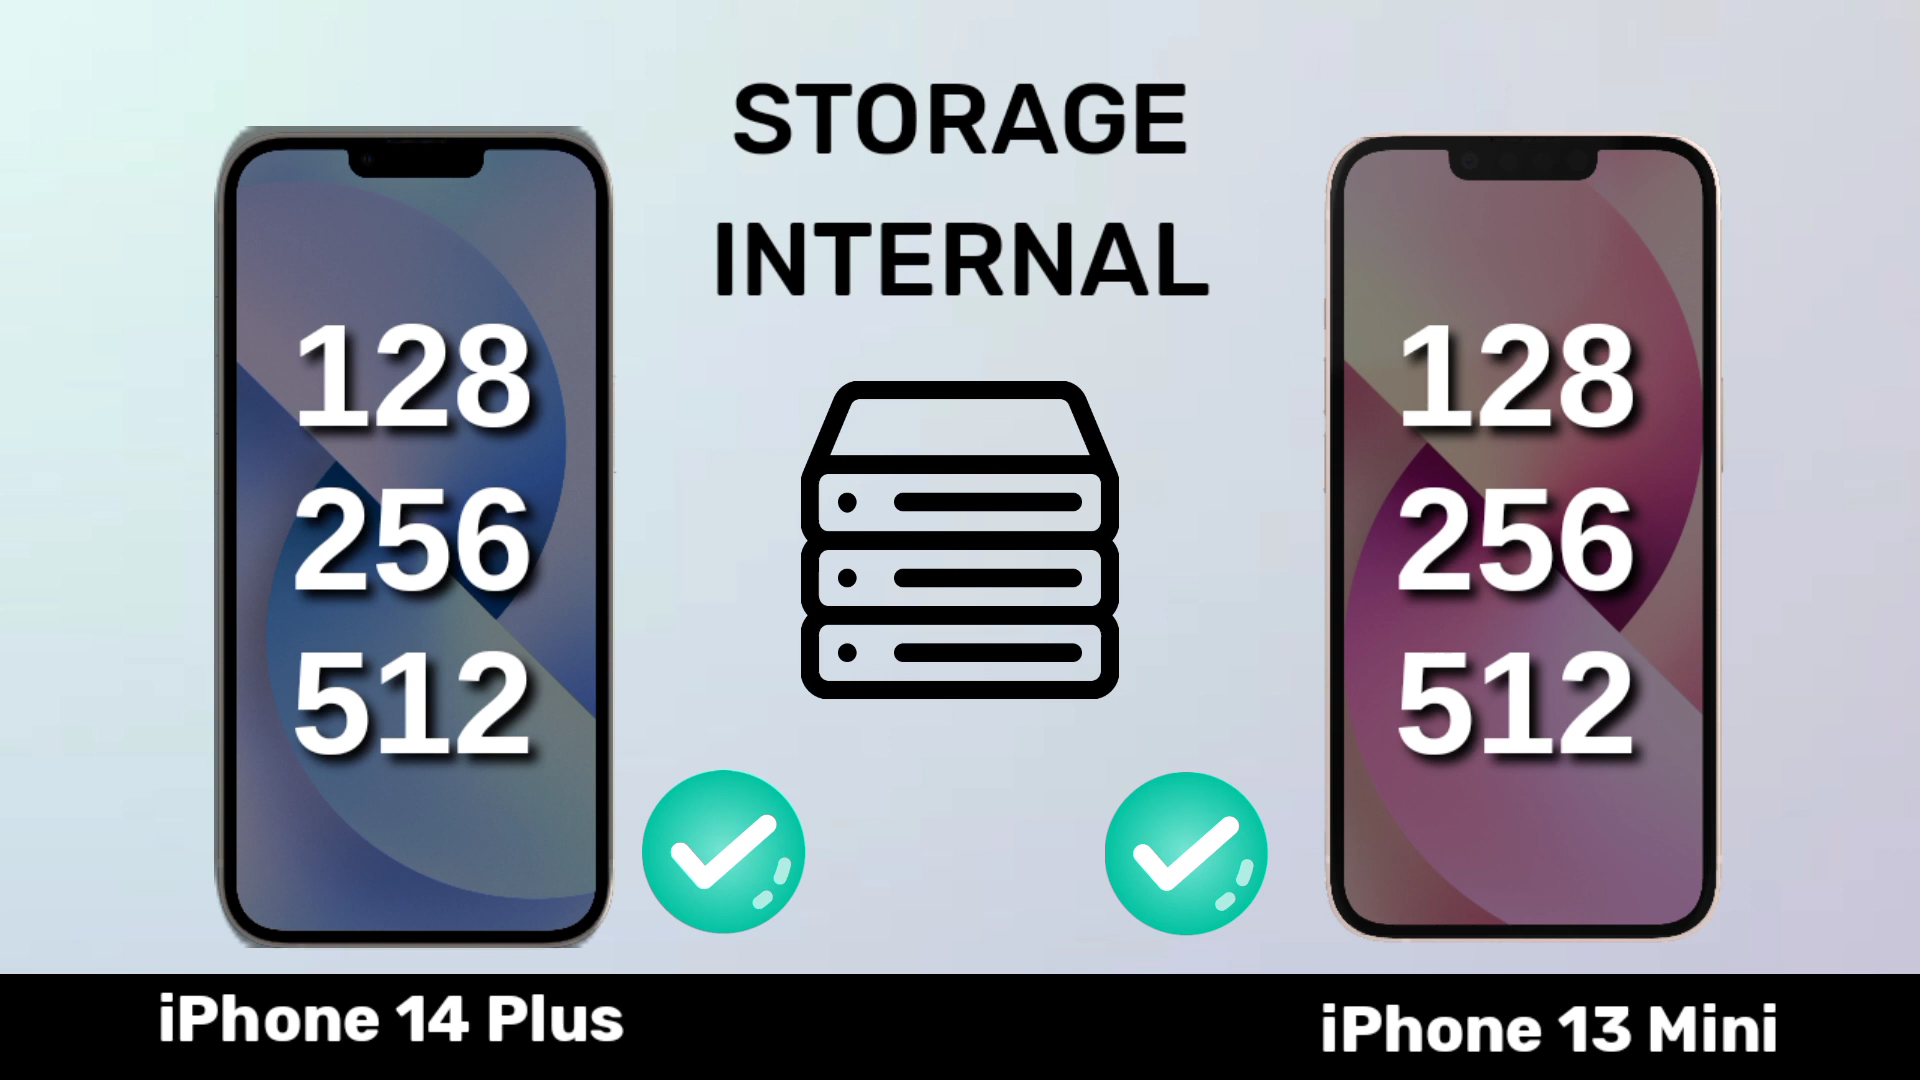 STORAGE
INTERNAL
128
256
512
128
256
512
iPhone 14 Plus
iPhone 13 Mini